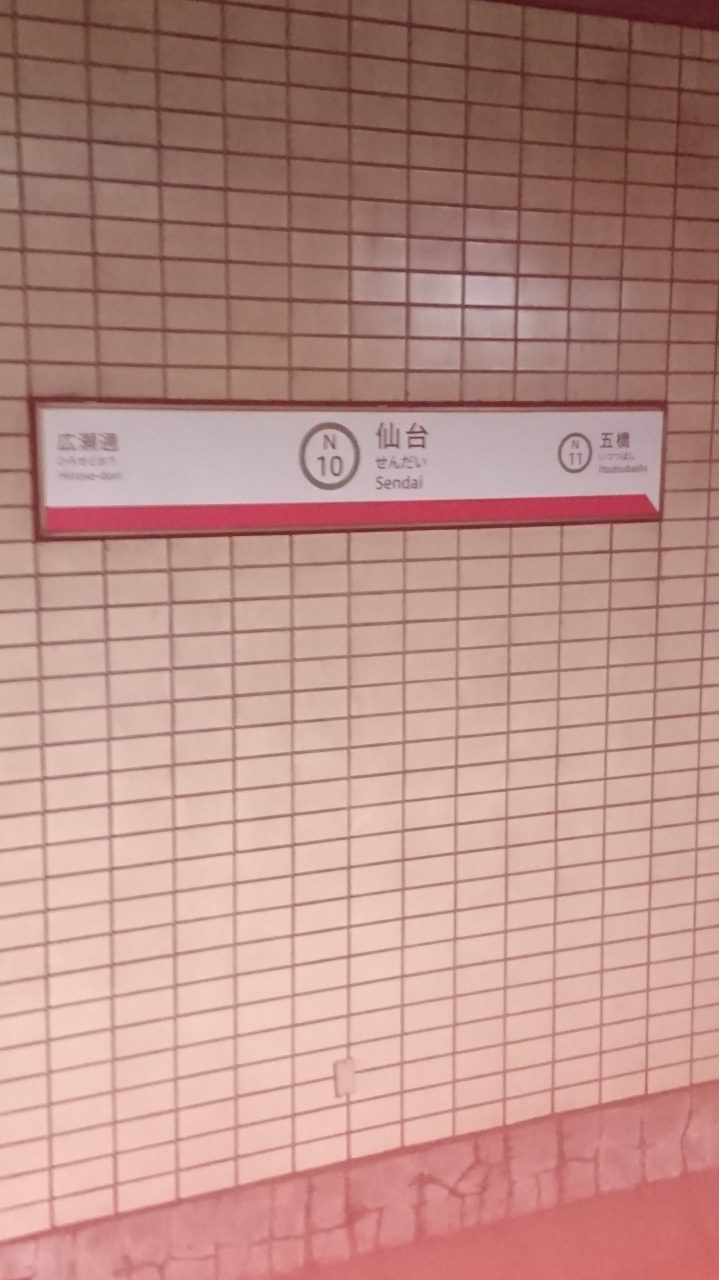 広瀬通
ひろせどおり
Hirose-dori
N
10
仙台
せんだい
Sendai
N
11
五橋
いつつばし
Itsutsubashi